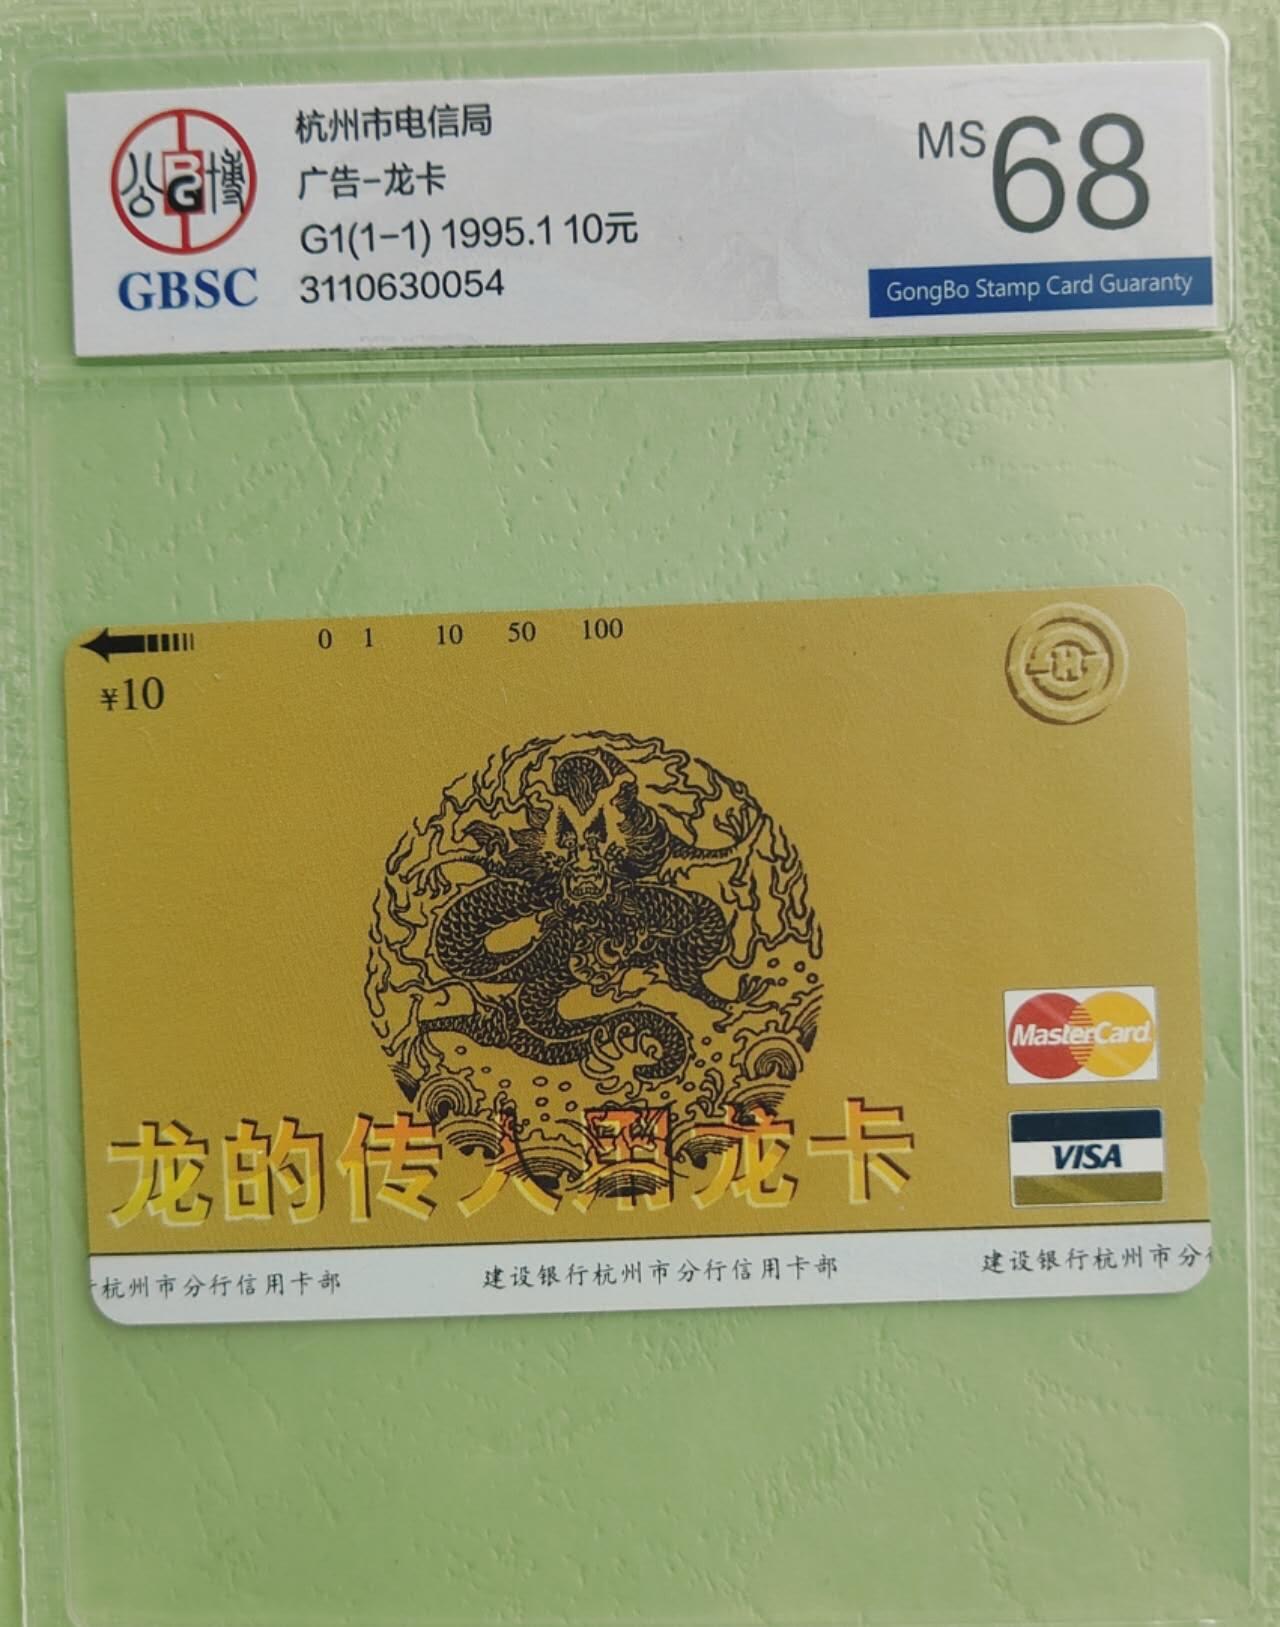 公博
GBSC
杭州市电信局
广告-龙卡
G1(1-1) 1995.1 10元
3110630054
MS 68
GongBo Stamp Card Guaranty
0 1 10 50 100
¥10
MasterCard
VISA
龙的传人用龙卡
杭州市分行信用卡部 建设银行杭州市分行信用卡部 建设银行杭州市分